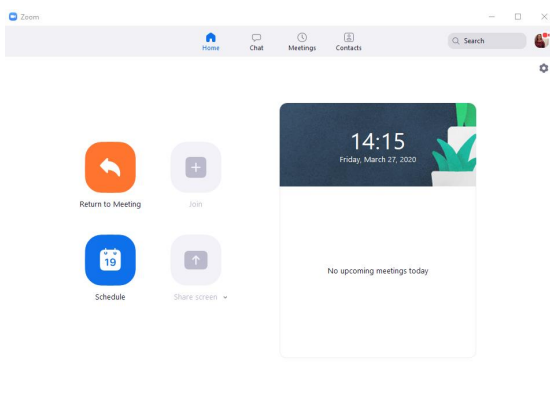 Zoom
Home
Chat
Meetings
Contacts
Search
14:15
Friday, March 27, 2020
Return to Meeting
Join
19
Schedule
Share screen
No upcoming meetings today